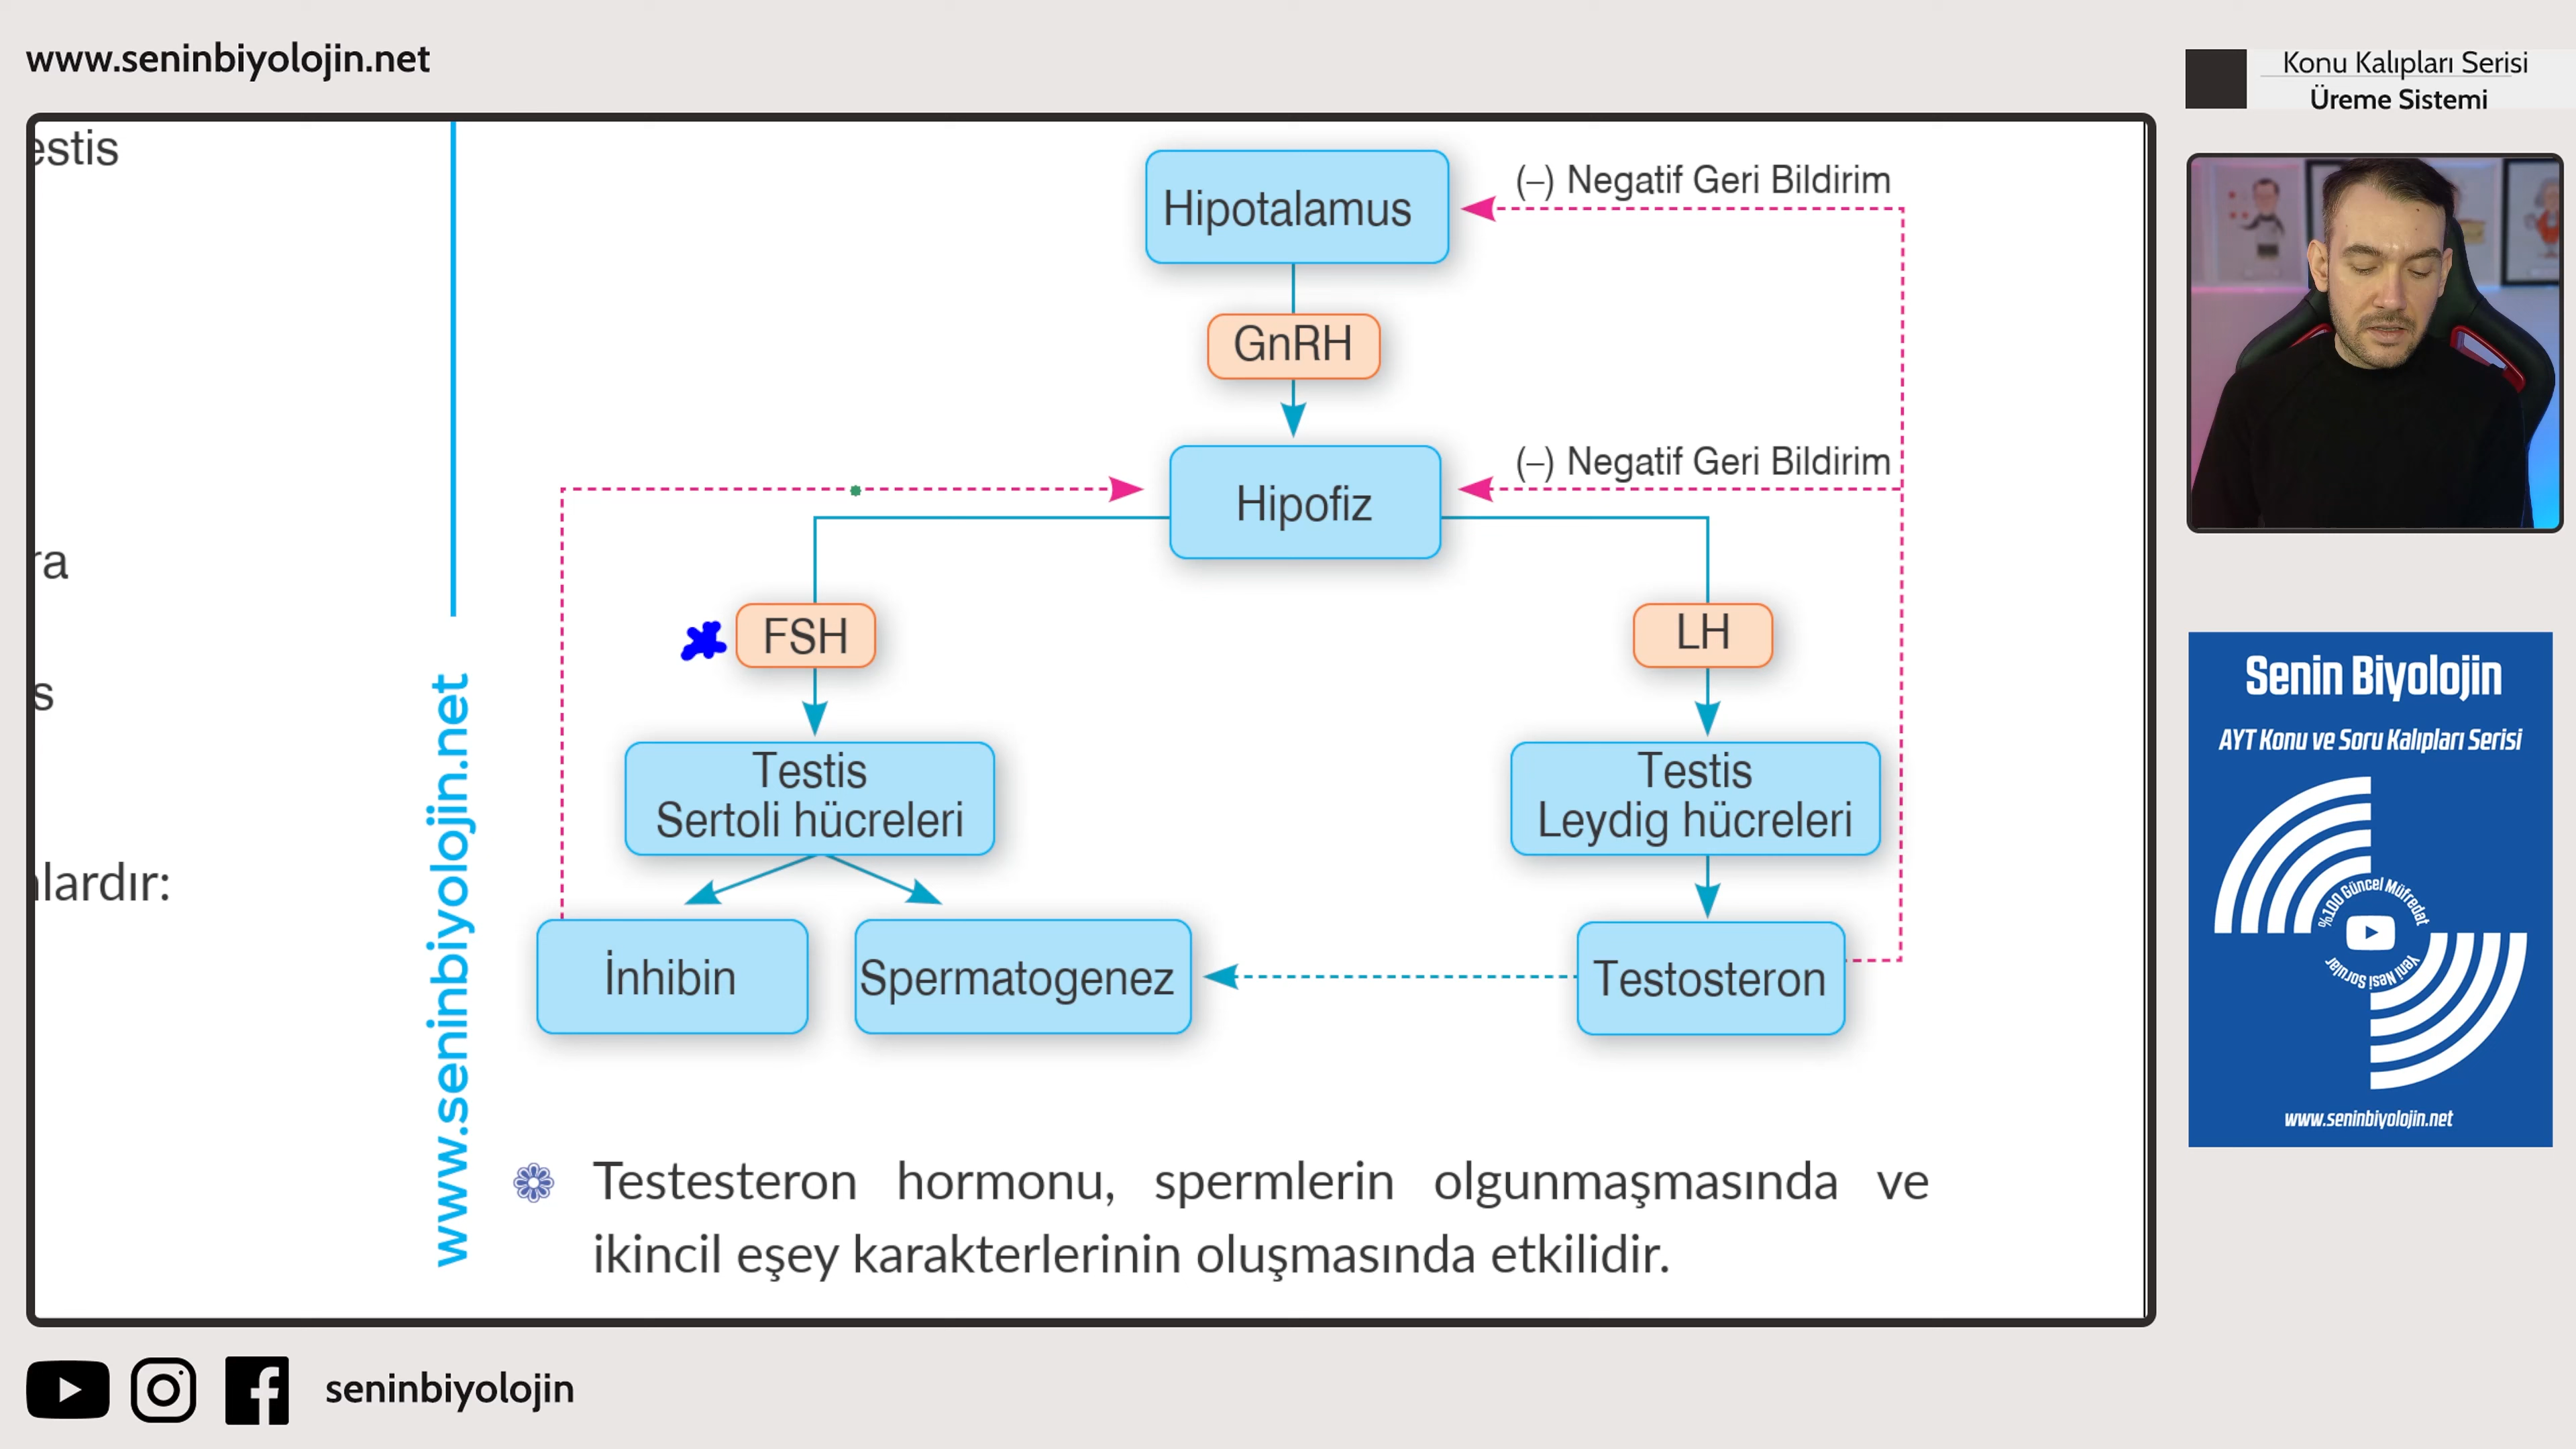 www.seninbiyolojin.net
Konu Kalıpları Serisi
Üreme Sistemi
estis
ra
s
nlardır:
www.seninbiyolojin.net
Hipotalamus
(–) Negatif Geri Bildirim
GnRH
Hipofiz
(–) Negatif Geri Bildirim
FSH
LH
Testis
Sertoli hücreleri
Testis
Leydig hücreleri
İnhibin
Spermatogenez
Testosteron
Testesteron hormonu, spermlerin olgunmaşmasında ve
ikincil eşey karakterlerinin oluşmasında etkilidir.
Senin Biyolojin
AYT Konu ve Soru Kalıpları Serisi
%100 Güncel Müfredat
Yeni Nesil Sorular
www.seninbiyolojin.net
seninbiyolojin